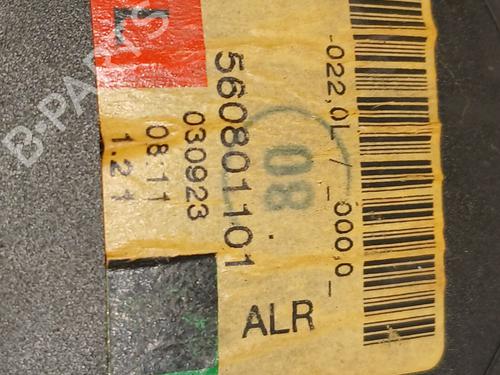 L
-022,0L / _000,0_
560801101
08
030923
08:11
1.21
ALR
B-PARTS